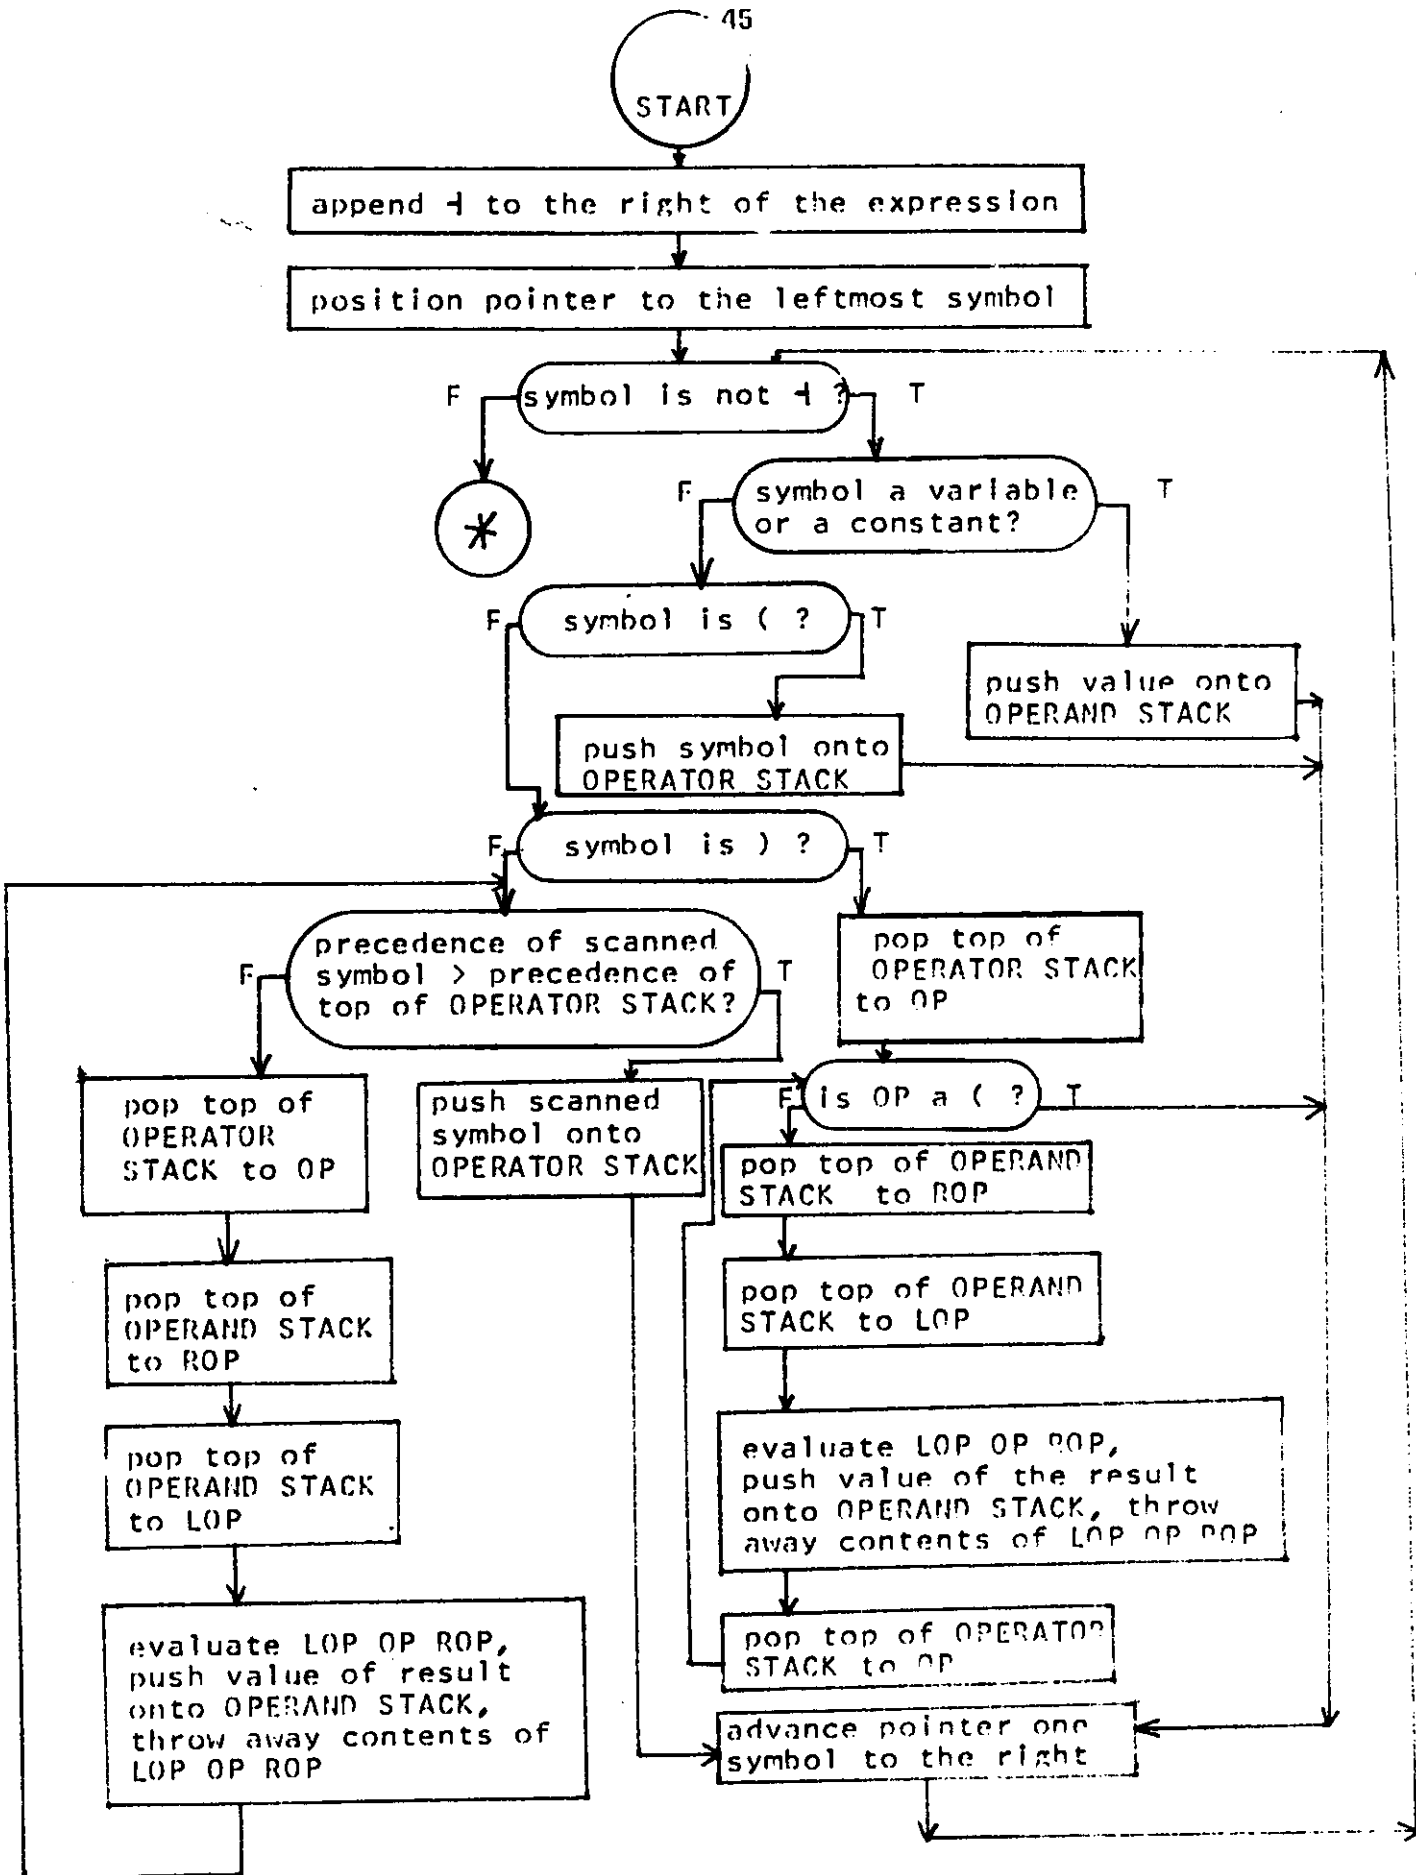 45
START
append ⊣ to the right of the expression
position pointer to the leftmost symbol
F
symbol is not ⊣ ?
T
F
symbol a variable
or a constant?
T
*
F
symbol is ( ?
T
push value onto
OPERAND STACK
push symbol onto
OPERATOR STACK
F
symbol is ) ?
T
F
precedence of scanned
symbol > precedence of
top of OPERATOR STACK?
T
pop top of
OPERATOR STACK
to OP
pop top of
OPERATOR
STACK to OP
push scanned
symbol onto
OPERATOR STACK
F
is OP a ( ?
T
pop top of OPERAND
STACK to ROP
pop top of
OPERAND STACK
to ROP
pop top of OPERAND
STACK to LOP
pop top of
OPERAND STACK
to LOP
evaluate LOP OP ROP,
push value of the result
onto OPERAND STACK, throw
away contents of LOP OP ROP
evaluate LOP OP ROP,
push value of result
onto OPERAND STACK,
throw away contents of
LOP OP ROP
pop top of OPERATOR
STACK to OP
advance pointer one
symbol to the right